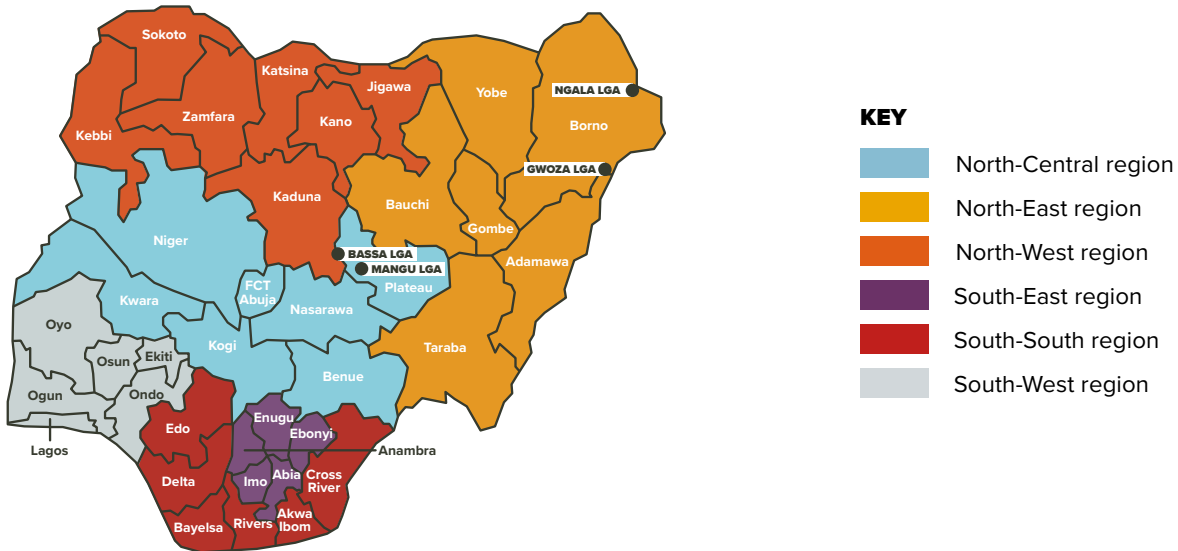 Sokoto
Katsina
Jigawa
Yobe
NGALA LGA
Zamfara
Kano
Borno
Kebbi
GWOZA LGA
Kaduna
Bauchi
Gombe
Niger
BASSA LGA
MANGU LGA
Adamawa
FCT
Abuja
Plateau
Kwara
Nasarawa
Oyo
Kogi
Taraba
Osun
Ekiti
Benue
Ogun
Ondo
Enugu
Edo
Ebonyi
Lagos
Anambra
Delta
Imo
Abia
Cross
River
Bayelsa
Rivers
Akwa
Ibom
KEY
North-Central region
North-East region
North-West region
South-East region
South-South region
South-West region